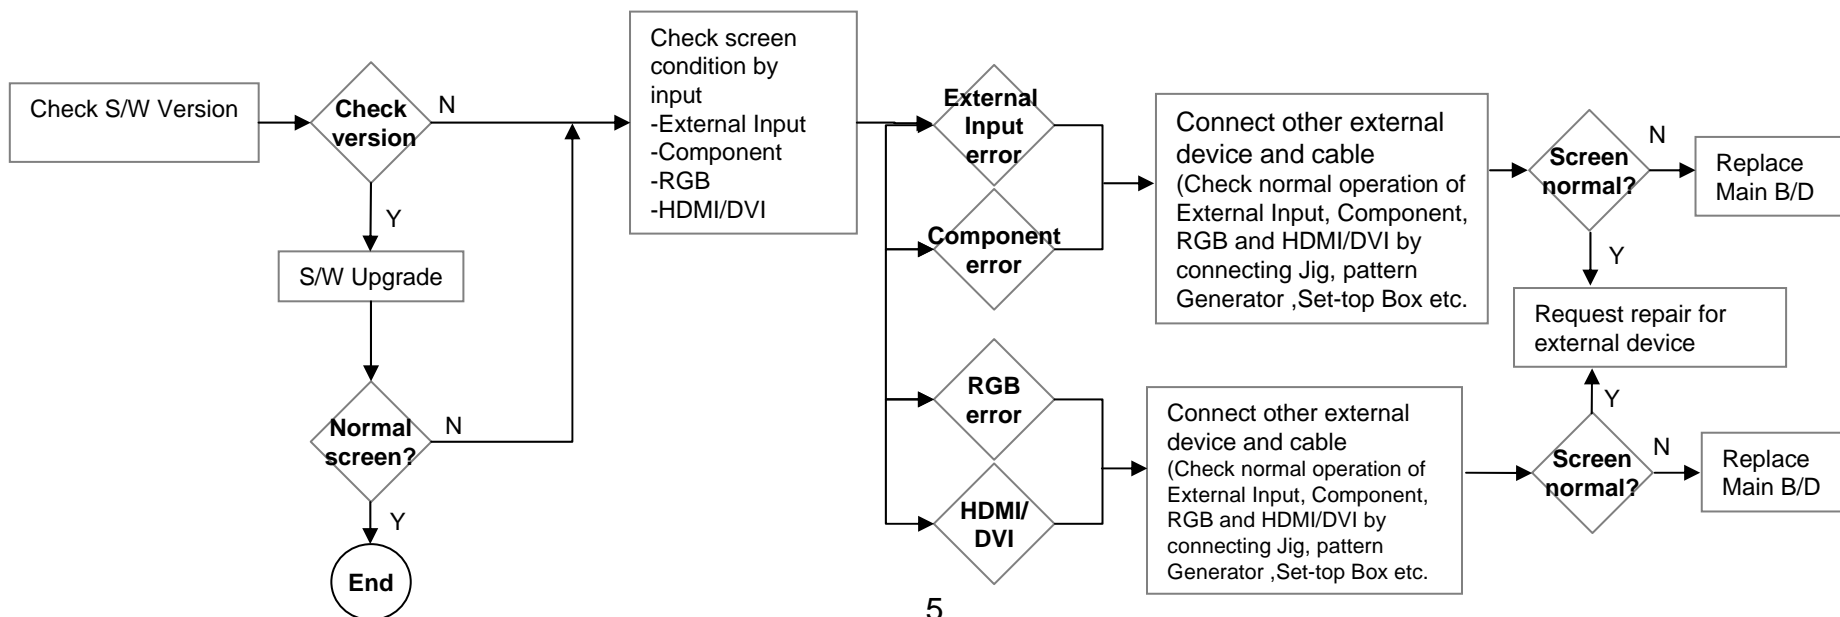 Check S/W Version
Check
version
N
Y
S/W Upgrade
Normal
screen?
N
Y
End
Check screen
condition by
input
-External Input
-Component
-RGB
-HDMI/DVI
External
Input
error
Component
error
RGB
error
HDMI/
DVI
Connect other external
device and cable
(Check normal operation of
External Input, Component,
RGB and HDMI/DVI by
connecting Jig, pattern
Generator ,Set-top Box etc.
Connect other external
device and cable
(Check normal operation of
External Input, Component,
RGB and HDMI/DVI by
connecting Jig, pattern
Generator ,Set-top Box etc.
Screen
normal?
N
Replace
Main B/D
Y
Request repair for
external device
Y
Screen
normal?
N
Replace
Main B/D
5